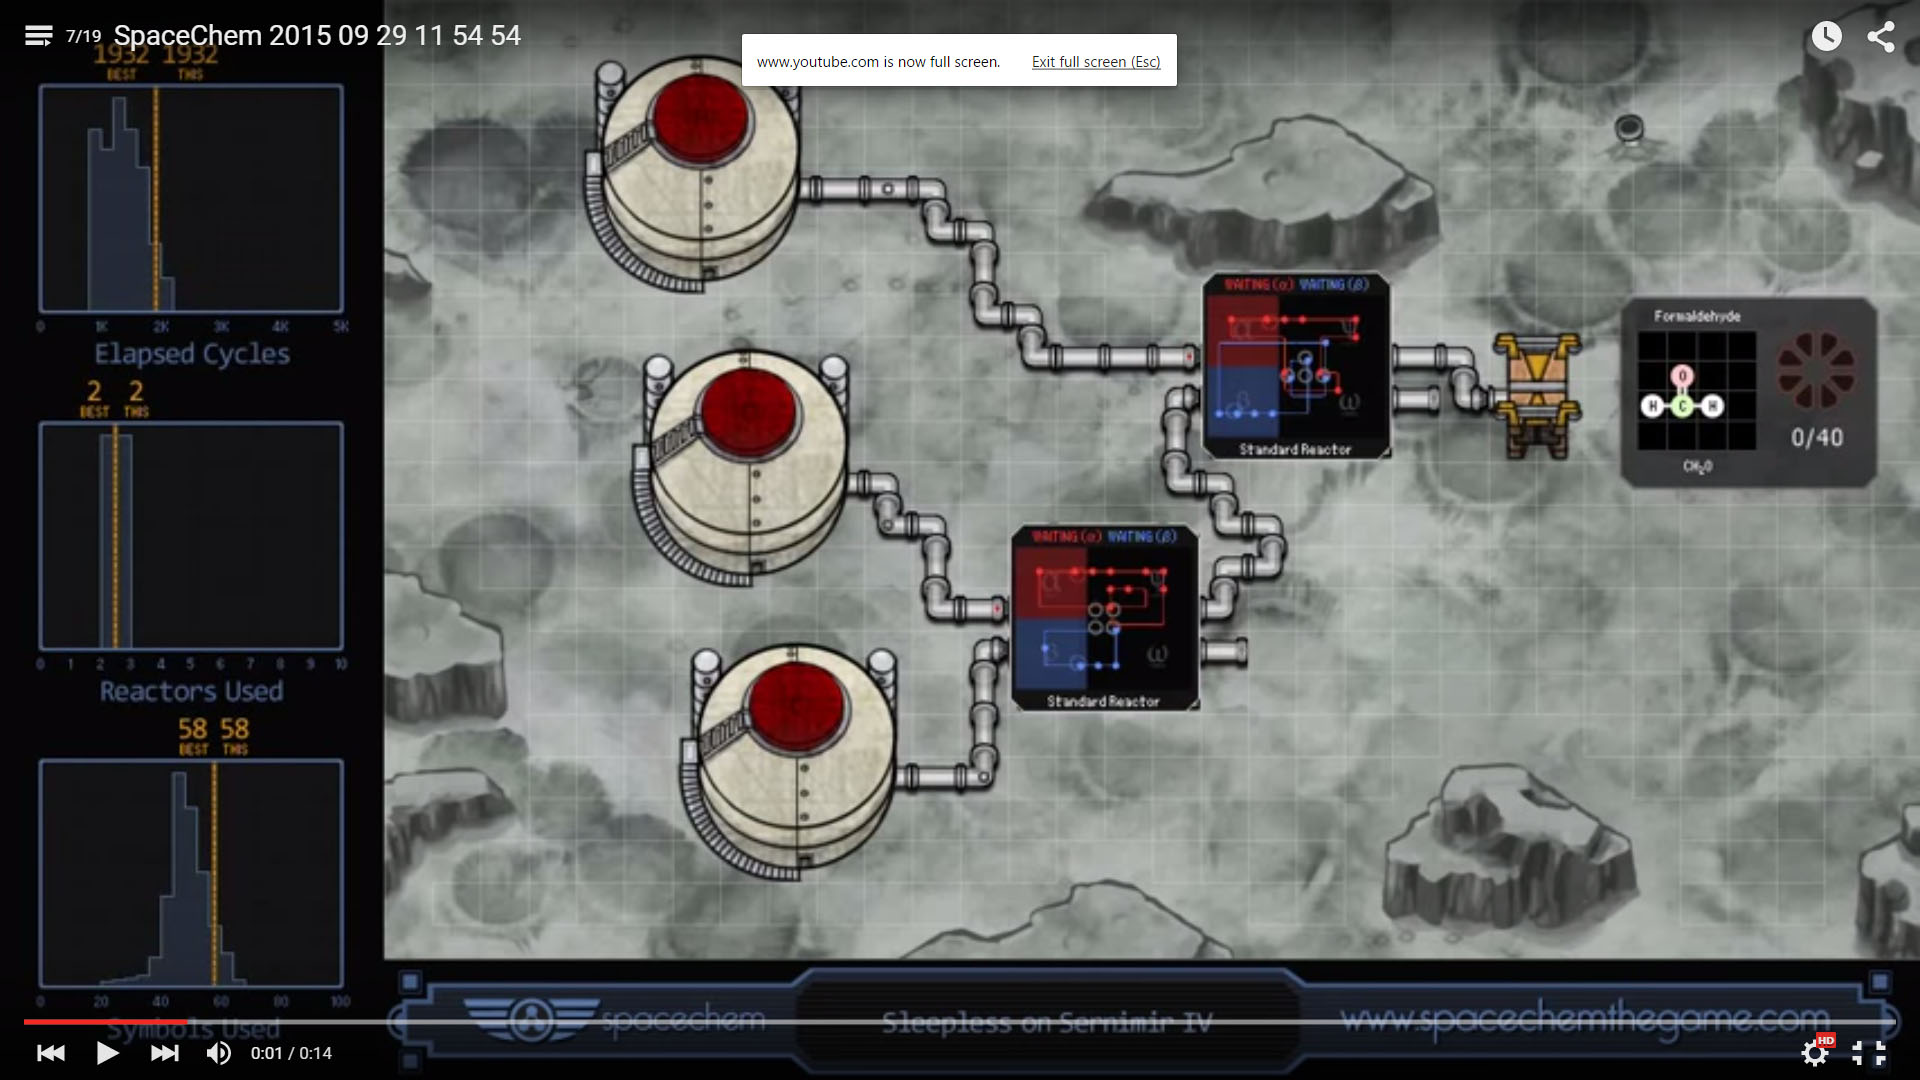 7/19 SpaceChem 2015 09 29 11 54 54
www.youtube.com is now full screen. Exit full screen (Esc)
1932 1932
BEST THIS
0 1K 2K 3K 4K 5K
Elapsed Cycles
2 2
BEST THIS
0 1 2 3 4 5 6 7 8 9 10
Reactors Used
58 58
BEST THIS
0 20 40 60 80 100
Symbols Used
WAITING(α) WAITING(β)
α ψ
β ω
Standard Reactor
WAITING(α) WAITING(β)
α ψ
β ω
Standard Reactor
Formaldehyde
O
H C H
0/40
CH₂O
spacechem
Sleepless on Sernimir IV
www.spacechemthegame.com
0:01 / 0:14
HD